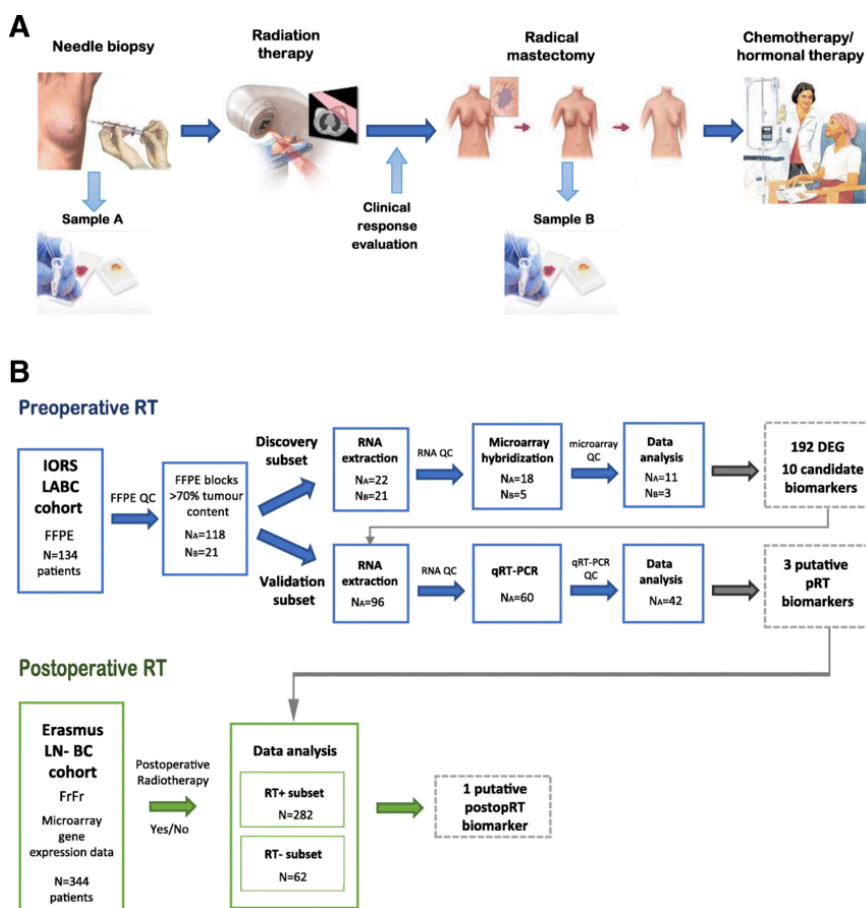 A
Needle biopsy
Radiation
therapy
Radical
mastectomy
Chemotherapy/
hormonal therapy
Sample A
Clinical
response
evaluation
Sample B
B
Preoperative RT
IORS
LABC
cohort
FFPE
N=134
patients
FFPE QC
FFPE blocks
>70% tumour
content
NA=118
NB=21
Discovery
subset
RNA
extraction
NA=22
NB=21
RNA QC
Microarray
hybridization
NA=18
NB=5
microarray
QC
Data
analysis
NA=11
NB=3
192 DEG
10 candidate
biomarkers
Validation
subset
RNA
extraction
NA=96
RNA QC
qRT-PCR
NA=60
qRT-PCR
QC
Data
analysis
NA=42
3 putative
pRT
biomarkers
Postoperative RT
Erasmus
LN- BC
cohort
FrFr
Microarray
gene
expression data
N=344
patients
Postoperative
Radiotherapy
Yes/No
Data analysis
RT+ subset
N=282
RT- subset
N=62
1 putative
postopRT
biomarker